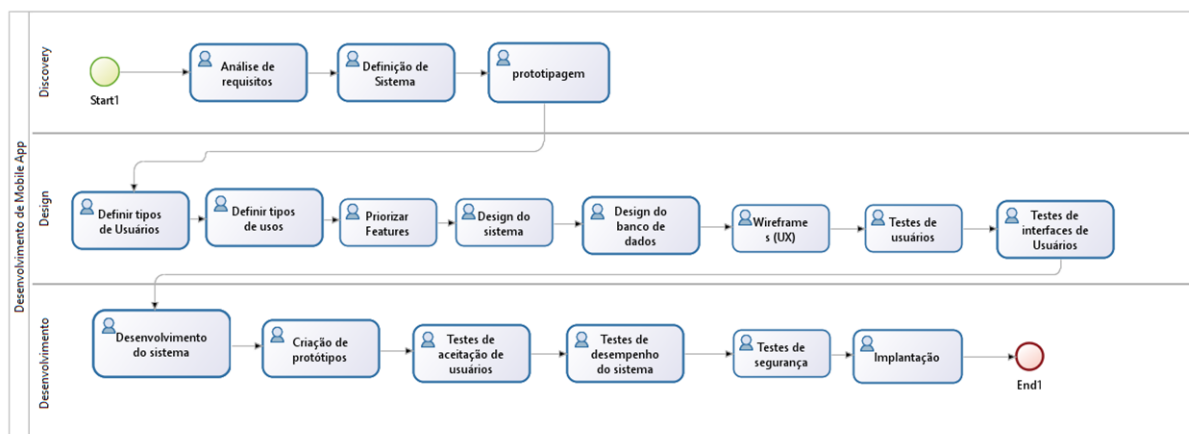 Desenvolvimento de Mobile App
Discovery
Start1
Análise de
requisitos
Definição de
Sistema
prototipagem
Design
Definir tipos
de Usuários
Definir tipos
de usos
Priorizar
Features
Design do
sistema
Design do
banco de
dados
Wireframe
s (UX)
Testes de
usuários
Testes de
interfaces de
Usuários
Desenvolvimento
Desenvolvimento
do sistema
Criação de
protótipos
Testes de
aceitação de
usuários
Testes de
desempenho
do sistema
Testes de
segurança
Implantação
End1